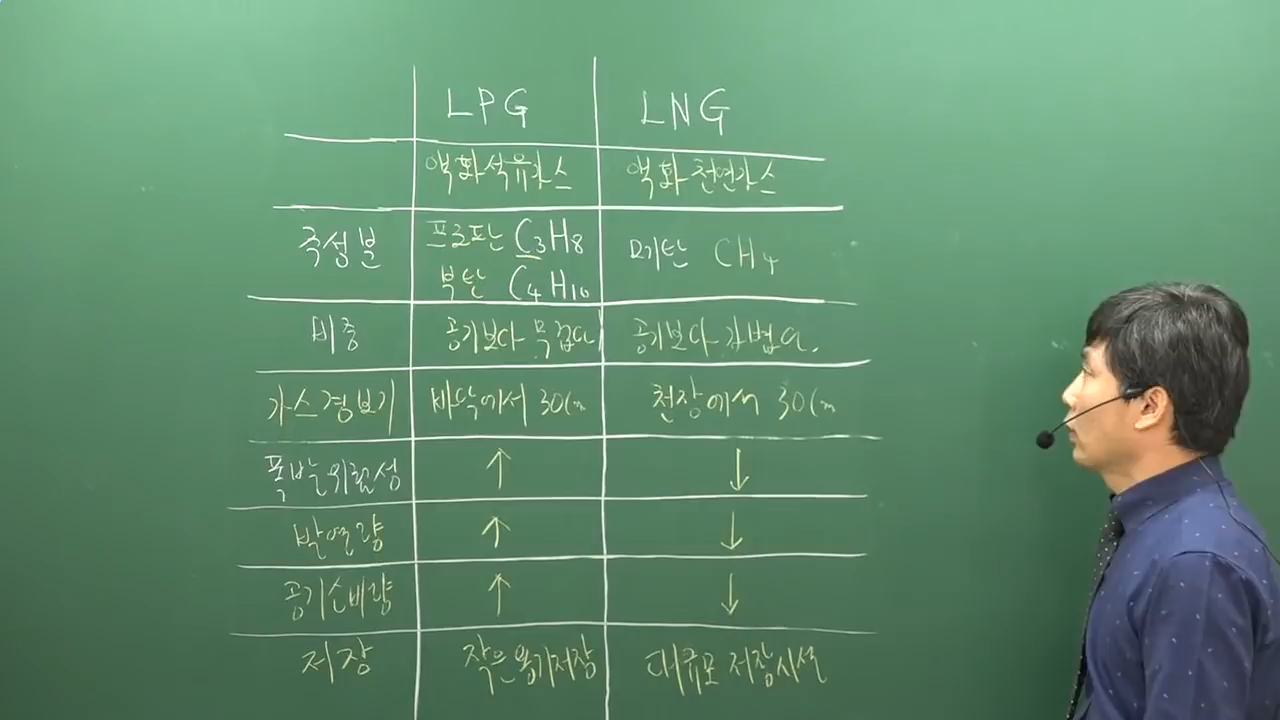 LPG LNG
액화석유가스 액화천연가스
주성분 프로판 C3H8 메탄 CH4
부탄 C4H10
비중 공기보다 무겁다 공기보다 가볍다.
가스경보기 바닥에서 30cm 천장에서 30cm
폭발위험성 ↑ ↓
발열량 ↑ ↓
공기소비량 ↑ ↓
저장 작은용기저장 대규모 저장시설